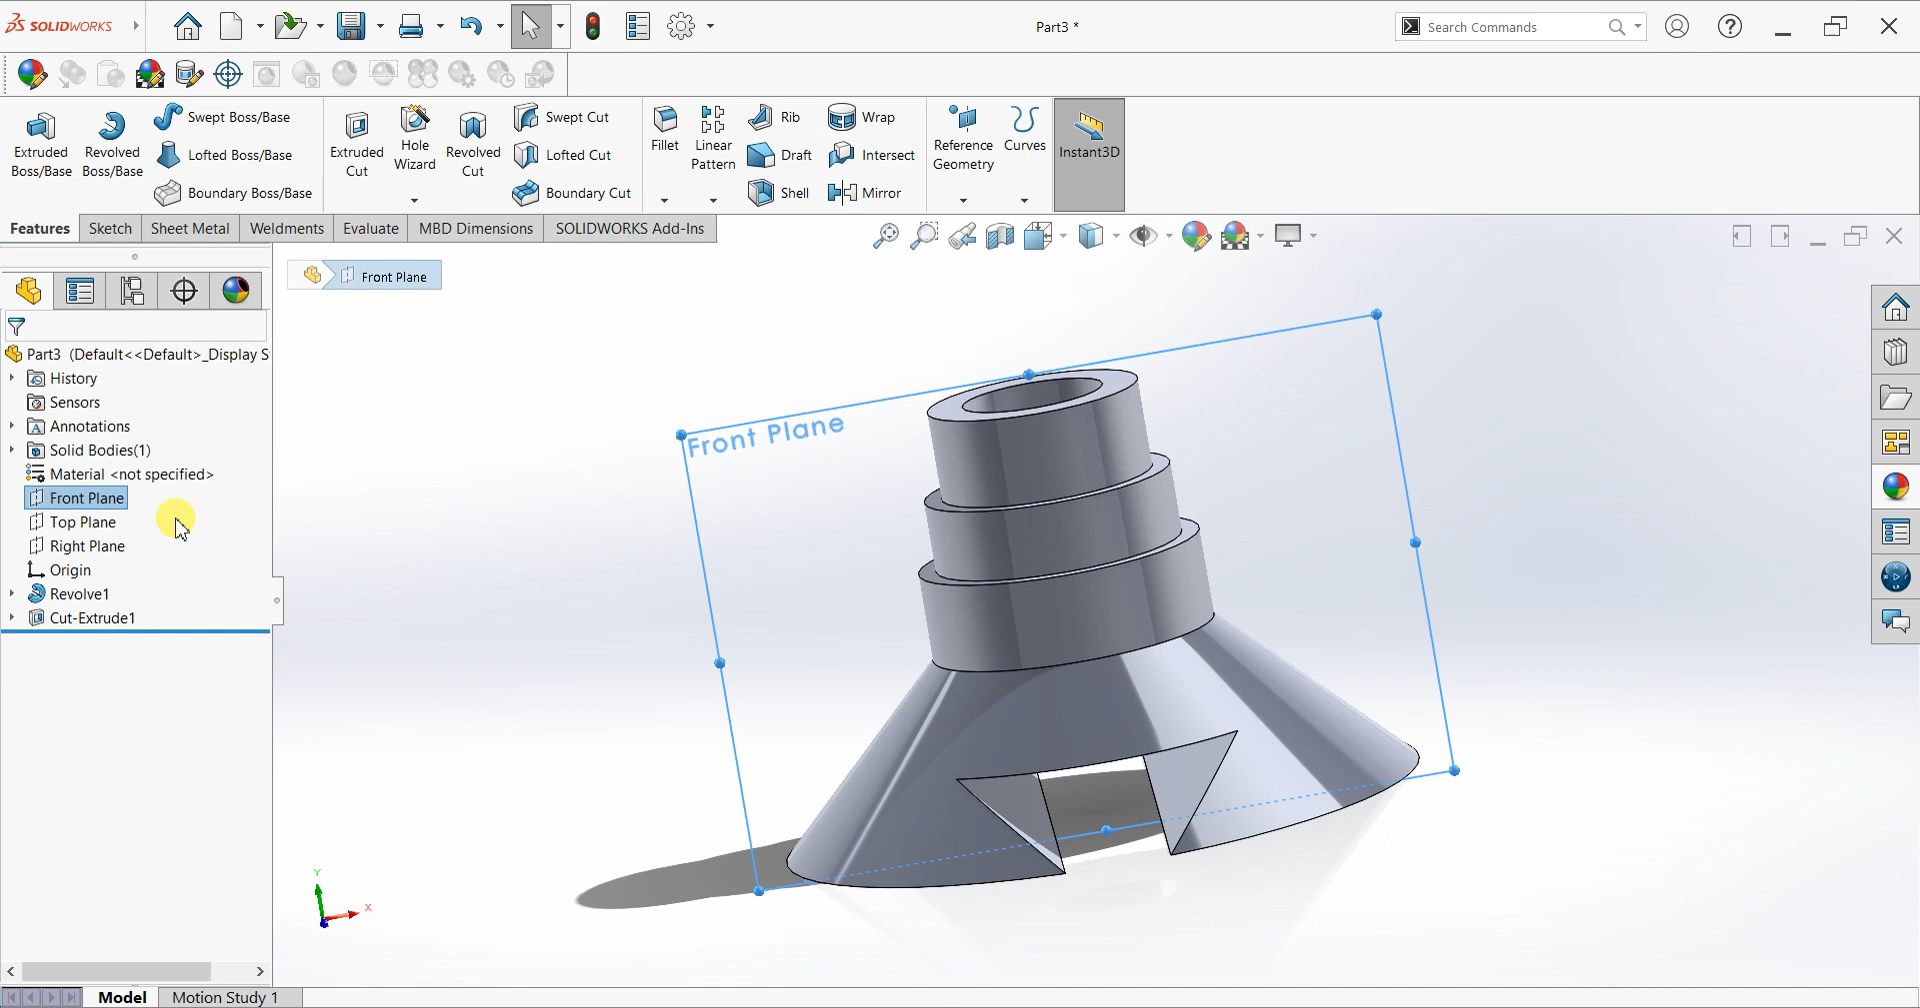 SOLIDWORKS
Part3 *
Search Commands
Extruded Boss/Base
Revolved Boss/Base
Swept Boss/Base
Lofted Boss/Base
Boundary Boss/Base
Extruded Cut
Hole Wizard
Revolved Cut
Swept Cut
Lofted Cut
Boundary Cut
Fillet
Linear Pattern
Rib
Draft
Shell
Wrap
Intersect
Mirror
Reference Geometry
Curves
Instant3D
Features
Sketch
Sheet Metal
Weldments
Evaluate
MBD Dimensions
SOLIDWORKS Add-Ins
Front Plane
Part3 (Default<<Default>_Display S
History
Sensors
Annotations
Solid Bodies(1)
Material <not specified>
Front Plane
Top Plane
Right Plane
Origin
Revolve1
Cut-Extrude1
Front Plane
Y
X
Model
Motion Study 1